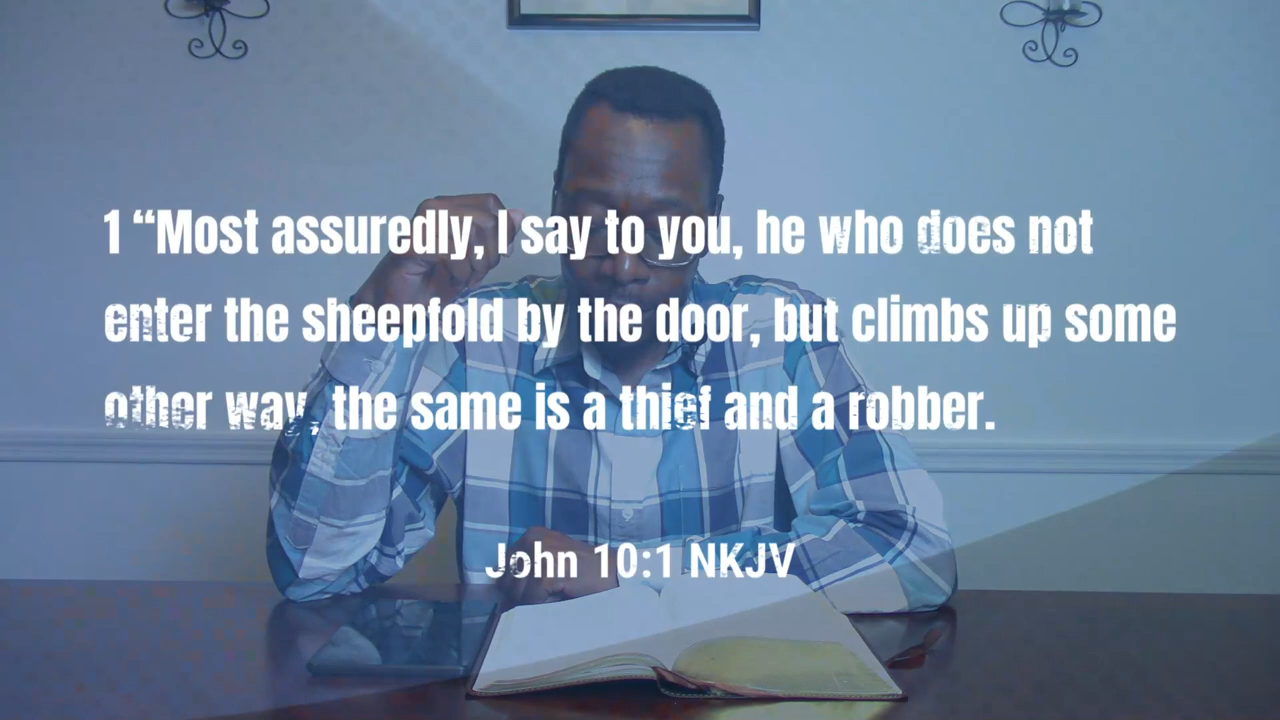 1 “Most assuredly, I say to you, he who does not
enter the sheepfold by the door, but climbs up some
other way, the same is a thief and a robber.
John 10:1 NKJV